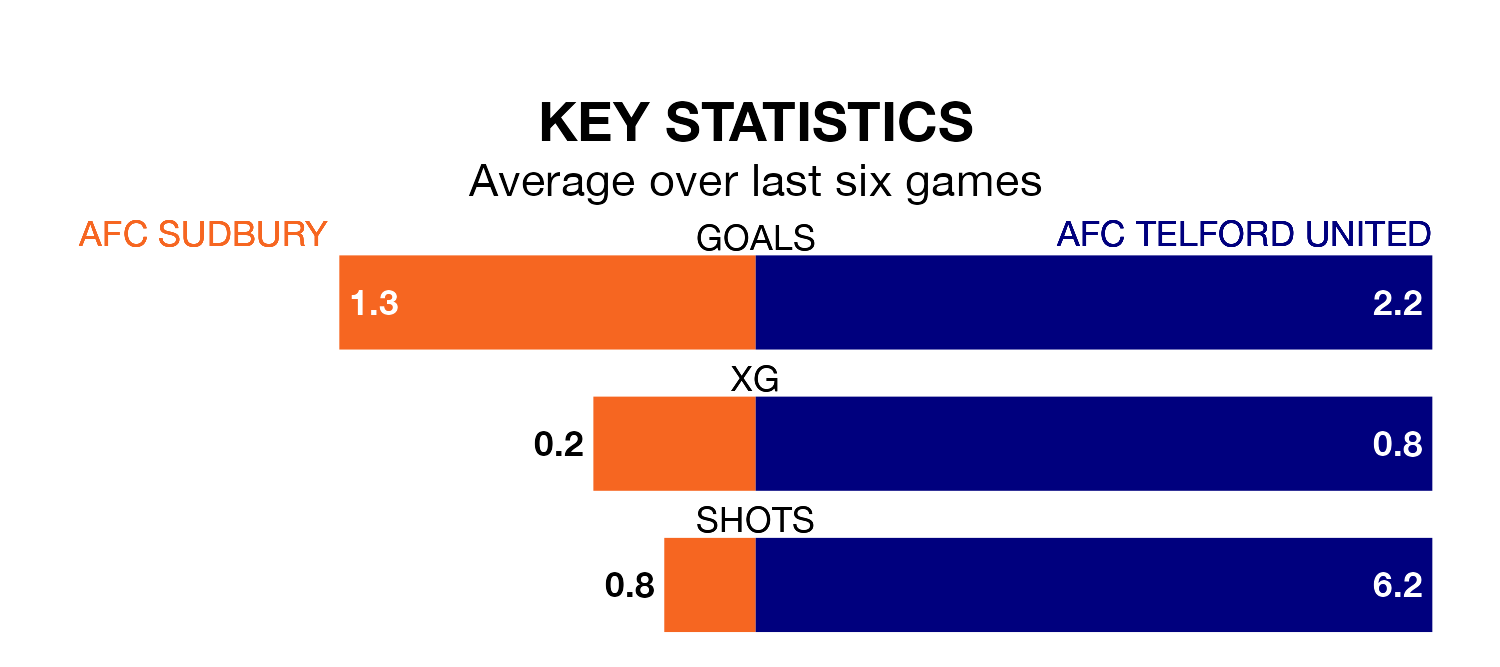 KEY STATISTICS
Average over last six games
AFC SUDBURY
AFC TELFORD UNITED
GOALS
1.3
2.2
XG
0.2
0.8
SHOTS
0.8
6.2